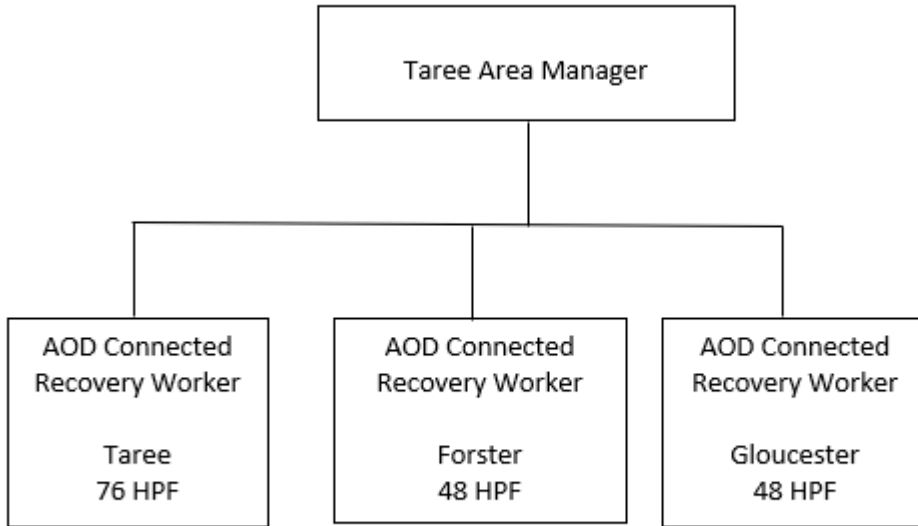 Taree Area Manager
AOD Connected
Recovery Worker
Taree
76 HPF
AOD Connected
Recovery Worker
Forster
48 HPF
AOD Connected
Recovery Worker
Gloucester
48 HPF